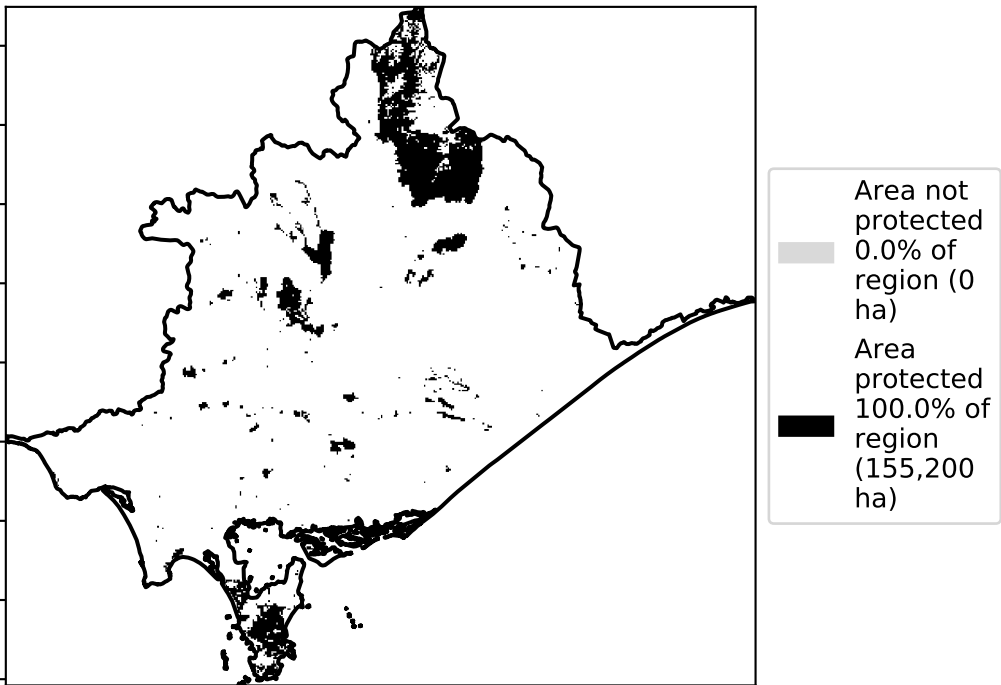 Area not
protected
0.0% of
region (0
ha)
Area
protected
100.0% of
region
(155,200
ha)